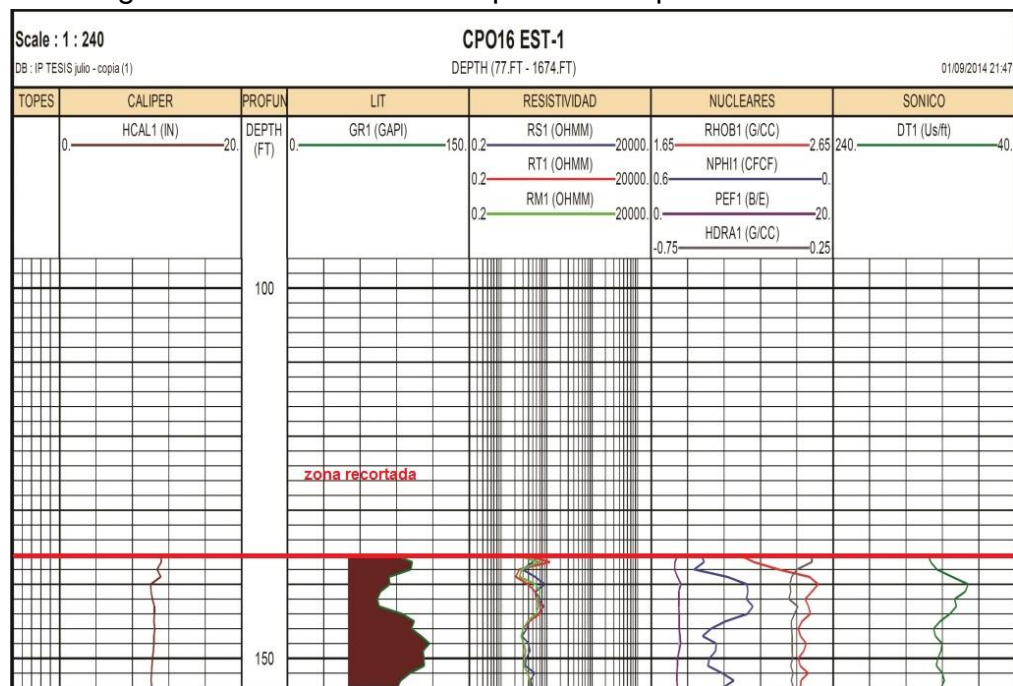 Scale : 1 : 240
CPO16 EST-1
DB : IP TESIS julio - copia (1)
DEPTH (77.FT - 1674.FT)
01/09/2014 21:47
TOPES CALIPER PROFUN LIT RESISTIVIDAD NUCLEARES SONICO
HCAL1 (IN)
0. 20.
DEPTH
(FT)
GR1 (GAPI)
0. 150.
RS1 (OHMM)
0.2 20000.
RT1 (OHMM)
0.2 20000.
RM1 (OHMM)
0.2 20000.
RHOB1 (G/CC)
1.65 2.65
NPHI1 (CFCF)
0.6 0.
PEF1 (B/E)
0. 20.
HDRA1 (G/CC)
-0.75 0.25
DT1 (Us/ft)
240. 40.
100
zona recortada
150